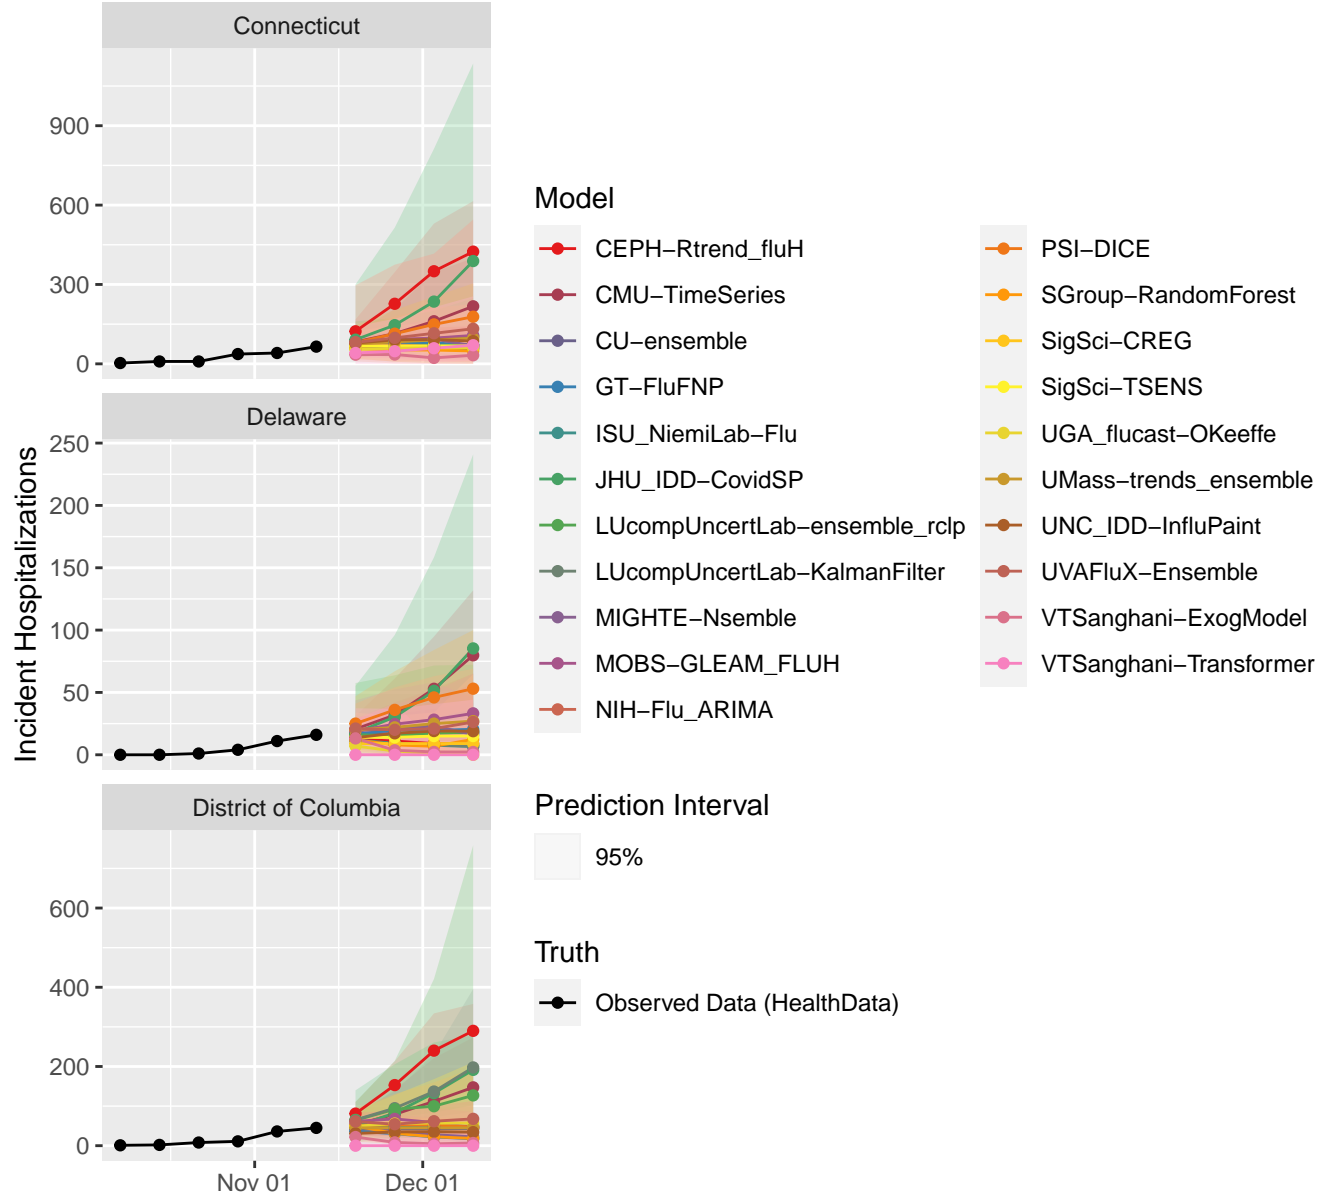 Connecticut
900
600
300
0
Delaware
250
200
150
100
50
0
District of Columbia
600
400
200
0
Nov 01
Dec 01
Incident Hospitalizations
Model
CEPH−Rtrend_fluH
CMU−TimeSeries
CU−ensemble
GT−FluFNP
ISU_NiemiLab−Flu
JHU_IDD−CovidSP
LUcompUncertLab−ensemble_rclp
LUcompUncertLab−KalmanFilter
MIGHTE−Nsemble
MOBS−GLEAM_FLUH
NIH−Flu_ARIMA
PSI−DICE
SGroup−RandomForest
SigSci−CREG
SigSci−TSENS
UGA_flucast−OKeeffe
UMass−trends_ensemble
UNC_IDD−InfluPaint
UVAFluX−Ensemble
VTSanghani−ExogModel
VTSanghani−Transformer
Prediction Interval
95%
Truth
Observed Data (HealthData)